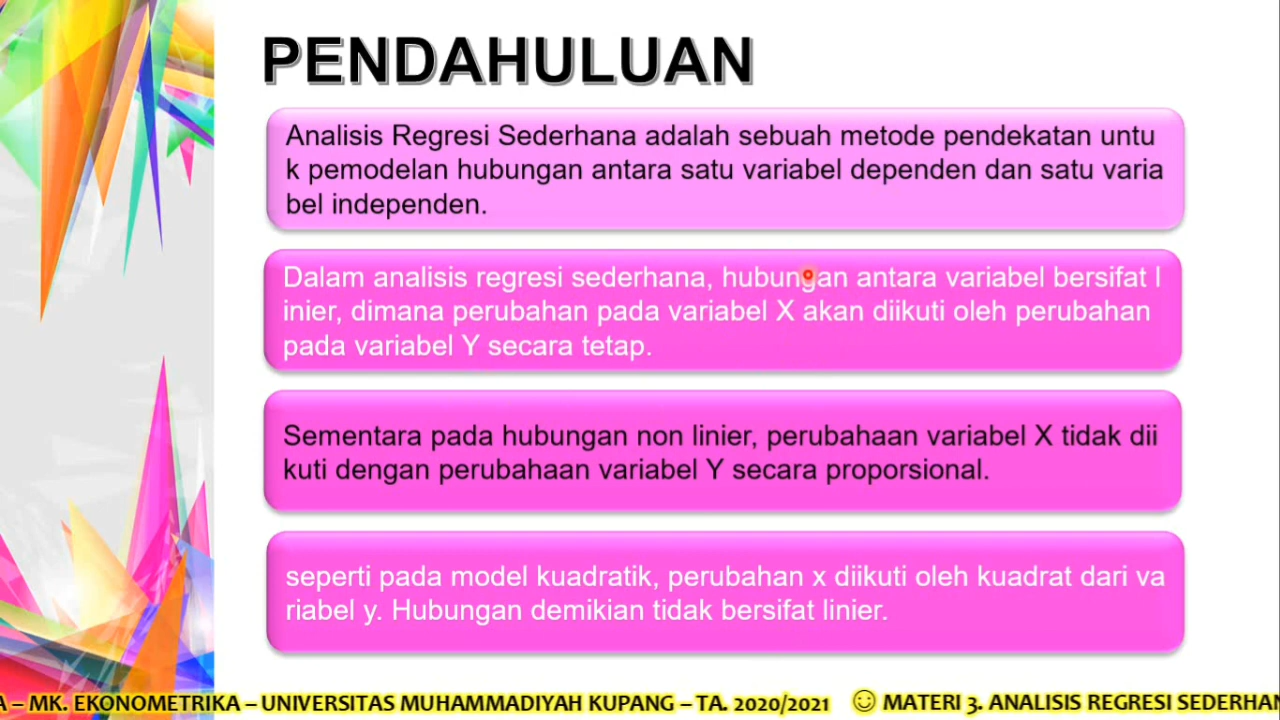 PENDAHULUAN
Analisis Regresi Sederhana adalah sebuah metode pendekatan untu
k pemodelan hubungan antara satu variabel dependen dan satu varia
bel independen.
Dalam analisis regresi sederhana, hubungan antara variabel bersifat l
inier, dimana perubahan pada variabel X akan diikuti oleh perubahan
pada variabel Y secara tetap.
Sementara pada hubungan non linier, perubahaan variabel X tidak dii
kuti dengan perubahaan variabel Y secara proporsional.
seperti pada model kuadratik, perubahan x diikuti oleh kuadrat dari va
riabel y. Hubungan demikian tidak bersifat linier.
A – MK. EKONOMETRIKA – UNIVERSITAS MUHAMMADIYAH KUPANG – TA. 2020/2021 ☺ MATERI 3. ANALISIS REGRESI SEDERHAN